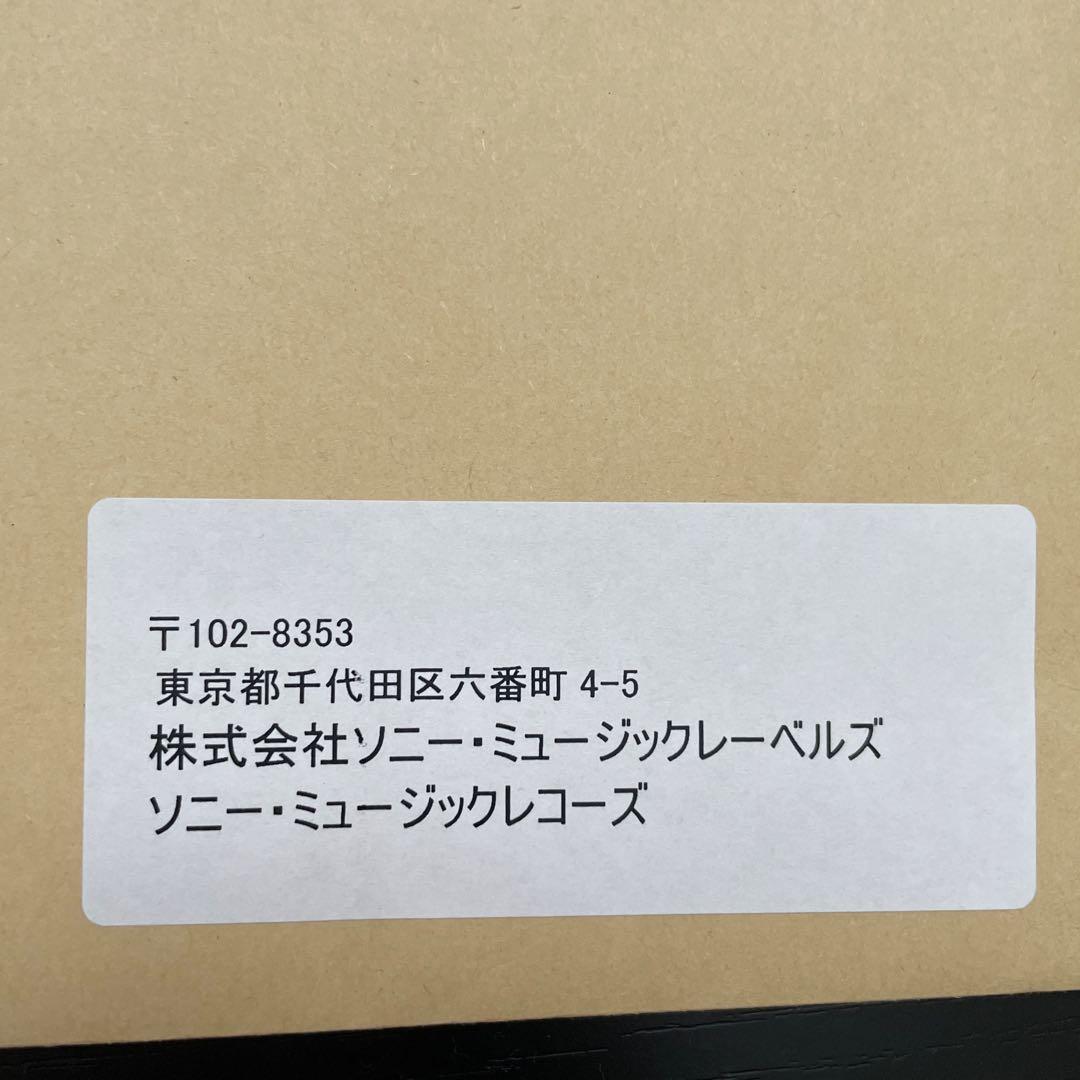 〒102-8353
東京都千代田区六番町 4-5
株式会社ソニー・ミュージックレーベルズ
ソニー・ミュージックレコーズ